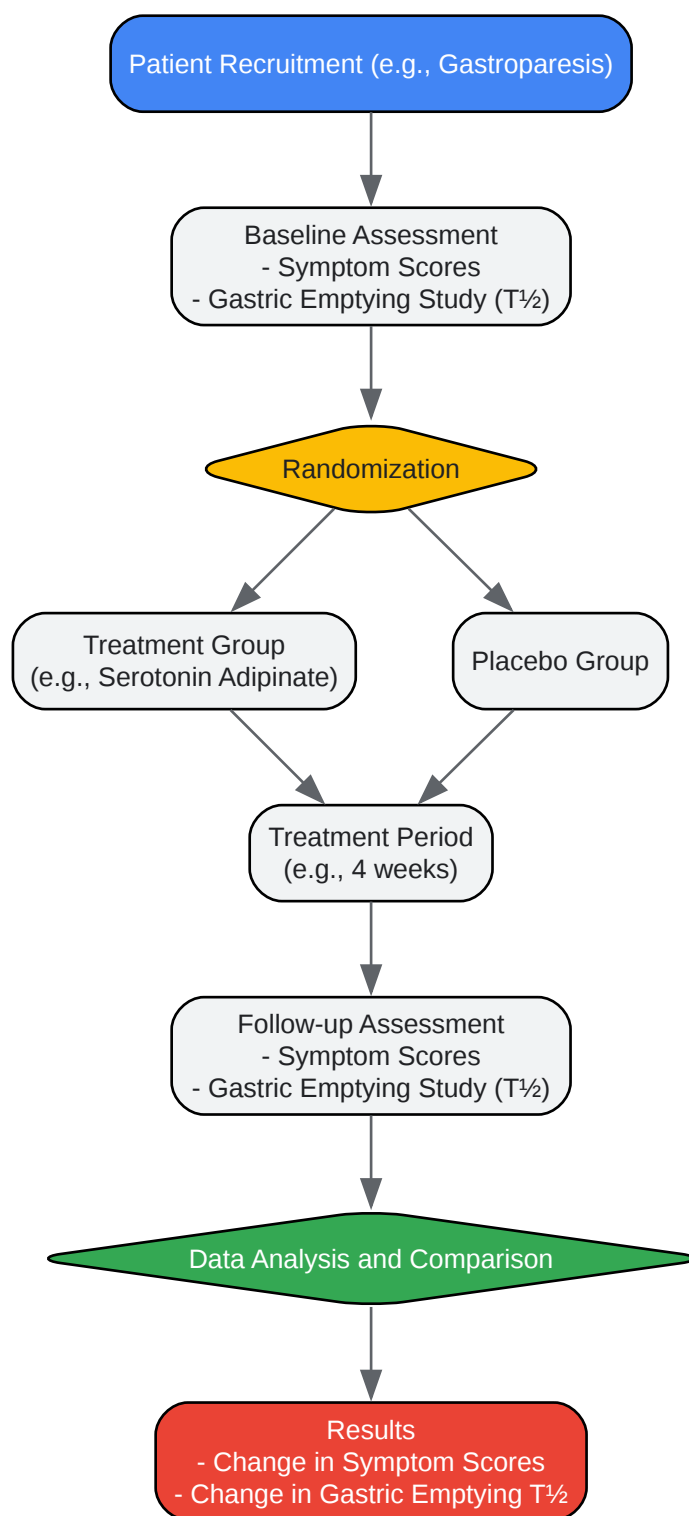 Patient Recruitment (e.g., Gastroparesis)
Baseline Assessment
- Symptom Scores
- Gastric Emptying Study (T½)
Randomization
Treatment Group
(e.g., Serotonin Adipinate)
Placebo Group
Treatment Period
(e.g., 4 weeks)
Follow-up Assessment
- Symptom Scores
- Gastric Emptying Study (T½)
Data Analysis and Comparison
Results
- Change in Symptom Scores
- Change in Gastric Emptying T½